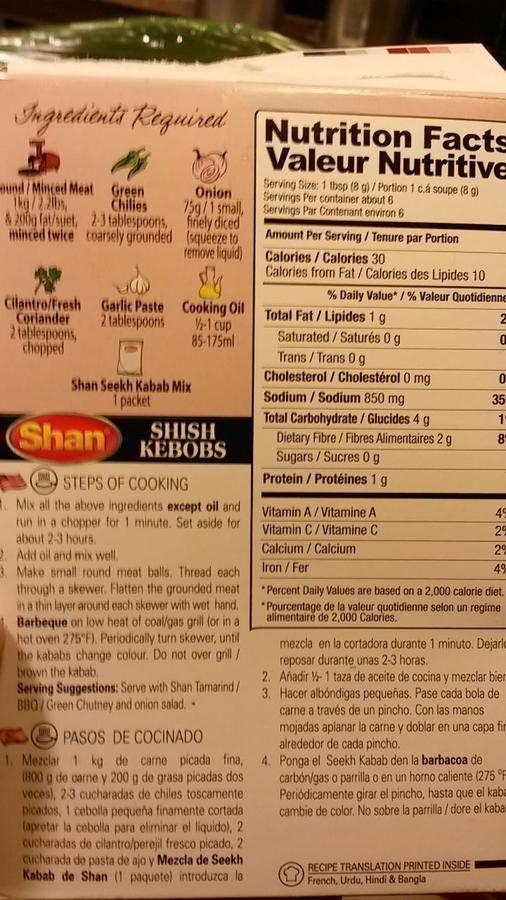 Ingredients Required
/ Minced Meat
1kg / 2.2lbs,
& 200g fat/suet,
minced twice
Green
Chilies
2-3 tablespoons,
coarsely grounded
Onion
75g / 1 small,
finely diced
(squeeze to
remove liquid)
Cilantro/Fresh
Coriander
2 tablespoons,
chopped
Garlic Paste
2 tablespoons
Cooking Oil
½-1 cup
85-175ml
Shan Seekh Kabab Mix
1 packet
Shan
SHISH
KEBOBS
STEPS OF COOKING
1. Mix all the above ingredients except oil and
run in a chopper for 1 minute. Set aside for
about 2-3 hours.
2. Add oil and mix well.
3. Make small round meat balls. Thread each
through a skewer. Flatten the grounded meat
in a thin layer around each skewer with wet hand.
Barbeque on low heat of coal/gas grill (or in a
hot oven 275°F). Periodically turn skewer, until
the kababs change colour. Do not over grill /
brown the kabab.
Serving Suggestions: Serve with Shan Tamarind /
BBQ / Green Chutney and onion salad.
PASOS DE COCINADO
1. Mezclar 1 kg de carne picada fina,
(800 g de carne y 200 g de grasa picadas dos
veces), 2-3 cucharadas de chiles toscamente
picados, 1 cebolla pequeña finamente cortada
(apretar la cebolla para eliminar el líquido), 2
cucharadas de cilantro/perejil fresco picado, 2
cucharada de pasta de ajo y Mezcla de Seekh
Kabab de Shan (1 paquete) introduzca la
Nutrition Facts
Valeur Nutritive
Serving Size: 1 tbsp (8 g) / Portion 1 c.á soupe (8 g)
Servings Per container about 6
Servings Par Contenant environ 6
Amount Per Serving / Tenure par Portion
Calories / Calories 30
Calories from Fat / Calories des Lipides 10
% Daily Value* / % Valeur Quotidienne
Total Fat / Lipides 1 g 2
Saturated / Saturés 0 g 0
Trans / Trans 0 g
Cholesterol / Cholestérol 0 mg 0
Sodium / Sodium 850 mg 35
Total Carbohydrate / Glucides 4 g 1
Dietary Fibre / Fibres Alimentaires 2 g 8
Sugars / Sucres 0 g
Protein / Protéines 1 g
Vitamin A / Vitamine A 4%
Vitamin C / Vitamine C 2%
Calcium / Calcium 2%
Iron / Fer 4%
*Percent Daily Values are based on a 2,000 calorie diet.
*Pourcentage de la valeur quotidienne selon un regime
alimentaire de 2,000 Calories.
mezcla en la cortadora durante 1 minuto.
reposar durante unas 2-3 horas.
2. Añadir ½- 1 taza de aceite de cocina y mezclar
3. Hacer albóndigas pequeñas. Pase cada bola de
carne a través de un pincho. Con las manos
mojadas aplanar la carne y doblar en una capa
alrededor de cada pincho.
4. Ponga el Seekh Kabab den la barbacoa de
carbón/gas o parrilla o en un horno caliente (275
Periódicamente girar el pincho, hasta que el
cambie de color. No sobre la parrilla / dore el
RECIPE TRANSLATION PRINTED INSIDE
French, Urdu, Hindi & Bangla